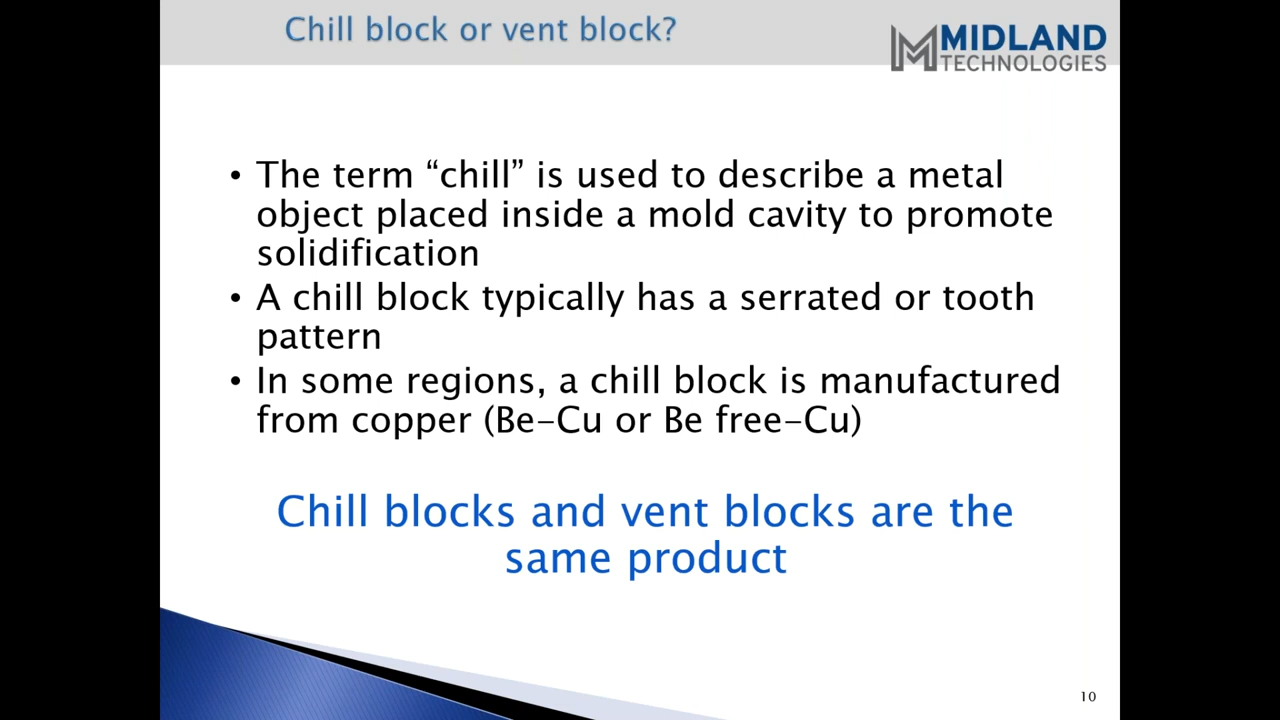 Chill block or vent block?
MIDLAND
TECHNOLOGIES
• The term “chill” is used to describe a metal
object placed inside a mold cavity to promote
solidification
• A chill block typically has a serrated or tooth
pattern
• In some regions, a chill block is manufactured
from copper (Be-Cu or Be free-Cu)
Chill blocks and vent blocks are the
same product
10